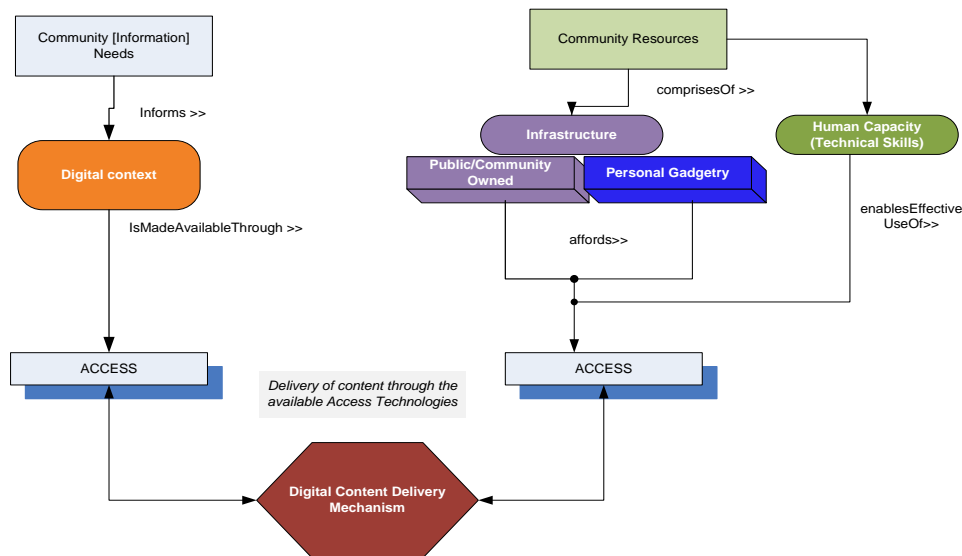 Community [Information]
Needs
Community Resources
comprisesOf >>
Informs >>
Infrastructure
Human Capacity
(Technical Skills)
Public/Community
Owned
Personal Gadgetry
Digital context
enablesEffective
UseOf>>
IsMadeAvailableThrough >>
affords>>
ACCESS
ACCESS
Delivery of content through the
available Access Technologies
Digital Content Delivery
Mechanism